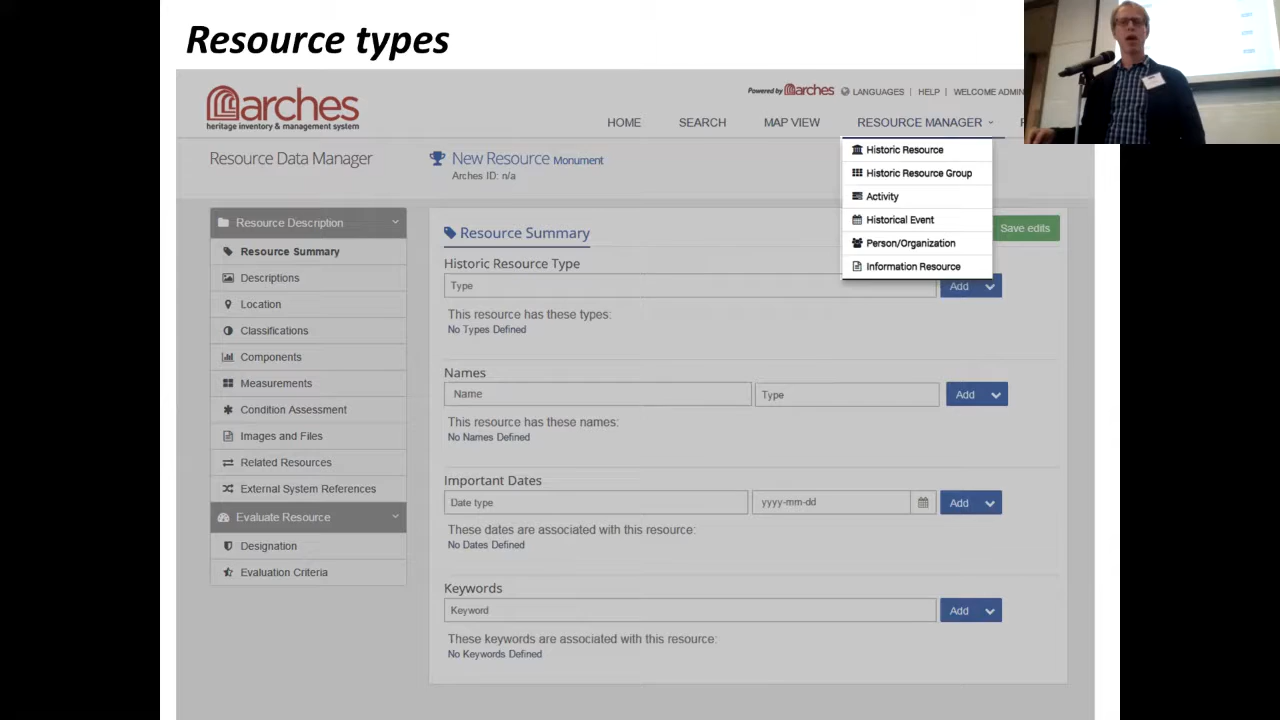 Resource types
arches
heritage inventory & management system
Powered by arches LANGUAGES | HELP | WELCOME ADMIN
HOME SEARCH MAP VIEW RESOURCE MANAGER
Historic Resource
Historic Resource Group
Activity
Historical Event
Person/Organization
Information Resource
Resource Data Manager
New Resource Monument
Arches ID: n/a
Resource Description
Resource Summary
Descriptions
Location
Classifications
Components
Measurements
Condition Assessment
Images and Files
Related Resources
External System References
Evaluate Resource
Designation
Evaluation Criteria
Resource Summary
Save edits
Historic Resource Type
Type Add
This resource has these types:
No Types Defined
Names
Name Type Add
This resource has these names:
No Names Defined
Important Dates
Date type yyyy-mm-dd Add
These dates are associated with this resource:
No Dates Defined
Keywords
Keyword Add
These keywords are associated with this resource:
No Keywords Defined